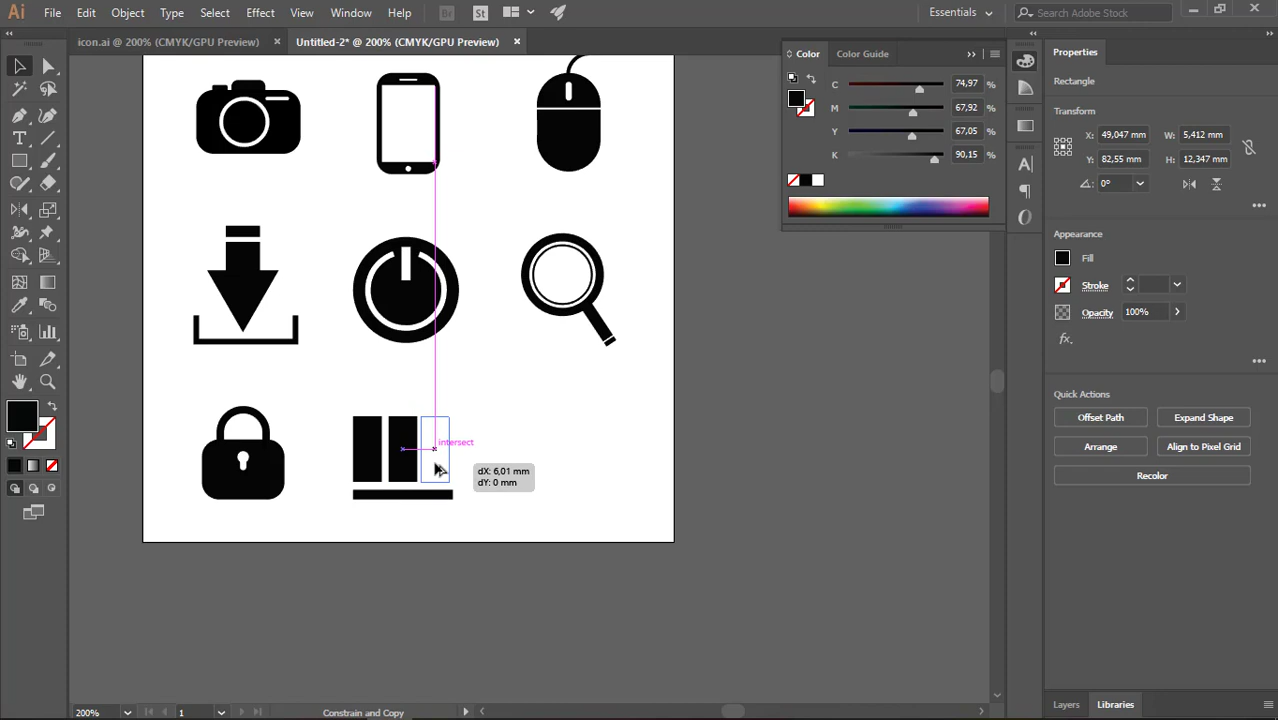 Ai File Edit Object Type Select Effect View Window Help Br St Essentials Search Adobe Stock
icon.ai @ 200% (CMYK/GPU Preview) × Untitled-2* @ 200% (CMYK/GPU Preview) ×
Color Color Guide
C 74,97 %
M 67,92 %
Y 67,05 %
K 90,15 %
Properties
Rectangle
Transform
X: 49,047 mm W: 5,412 mm
Y: 82,55 mm H: 12,347 mm
0°
Appearance
Fill
Stroke
Opacity 100%
fx.
Quick Actions
Offset Path Expand Shape
Arrange Align to Pixel Grid
Recolor
intersect
dX: 6,01 mm
dY: 0 mm
200% 1 Constrain and Copy
Layers Libraries